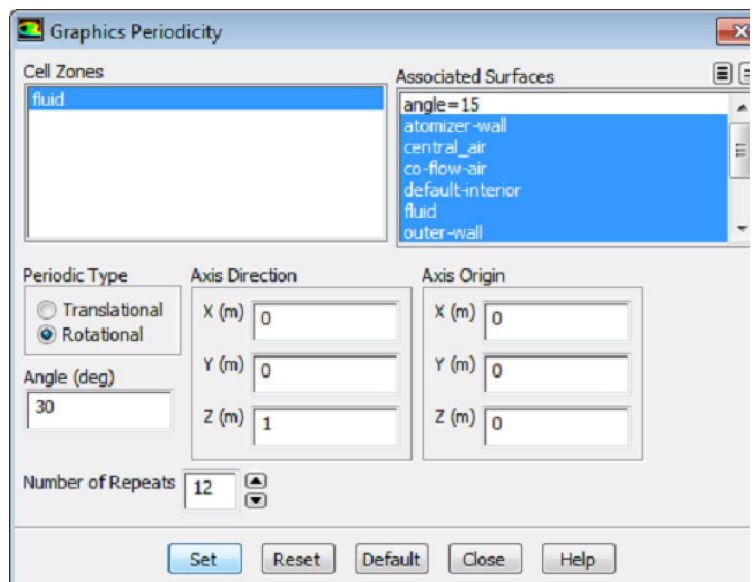 Graphics Periodicity
Cell Zones
fluid
Associated Surfaces
angle=15
atomizer-wall
central_air
co-flow-air
default-interior
fluid
outer-wall
Periodic Type
Translational
Rotational
Angle (deg)
30
Axis Direction
X (m) 0
Y (m) 0
Z (m) 1
Axis Origin
X (m) 0
Y (m) 0
Z (m) 0
Number of Repeats 12
Set Reset Default Close Help